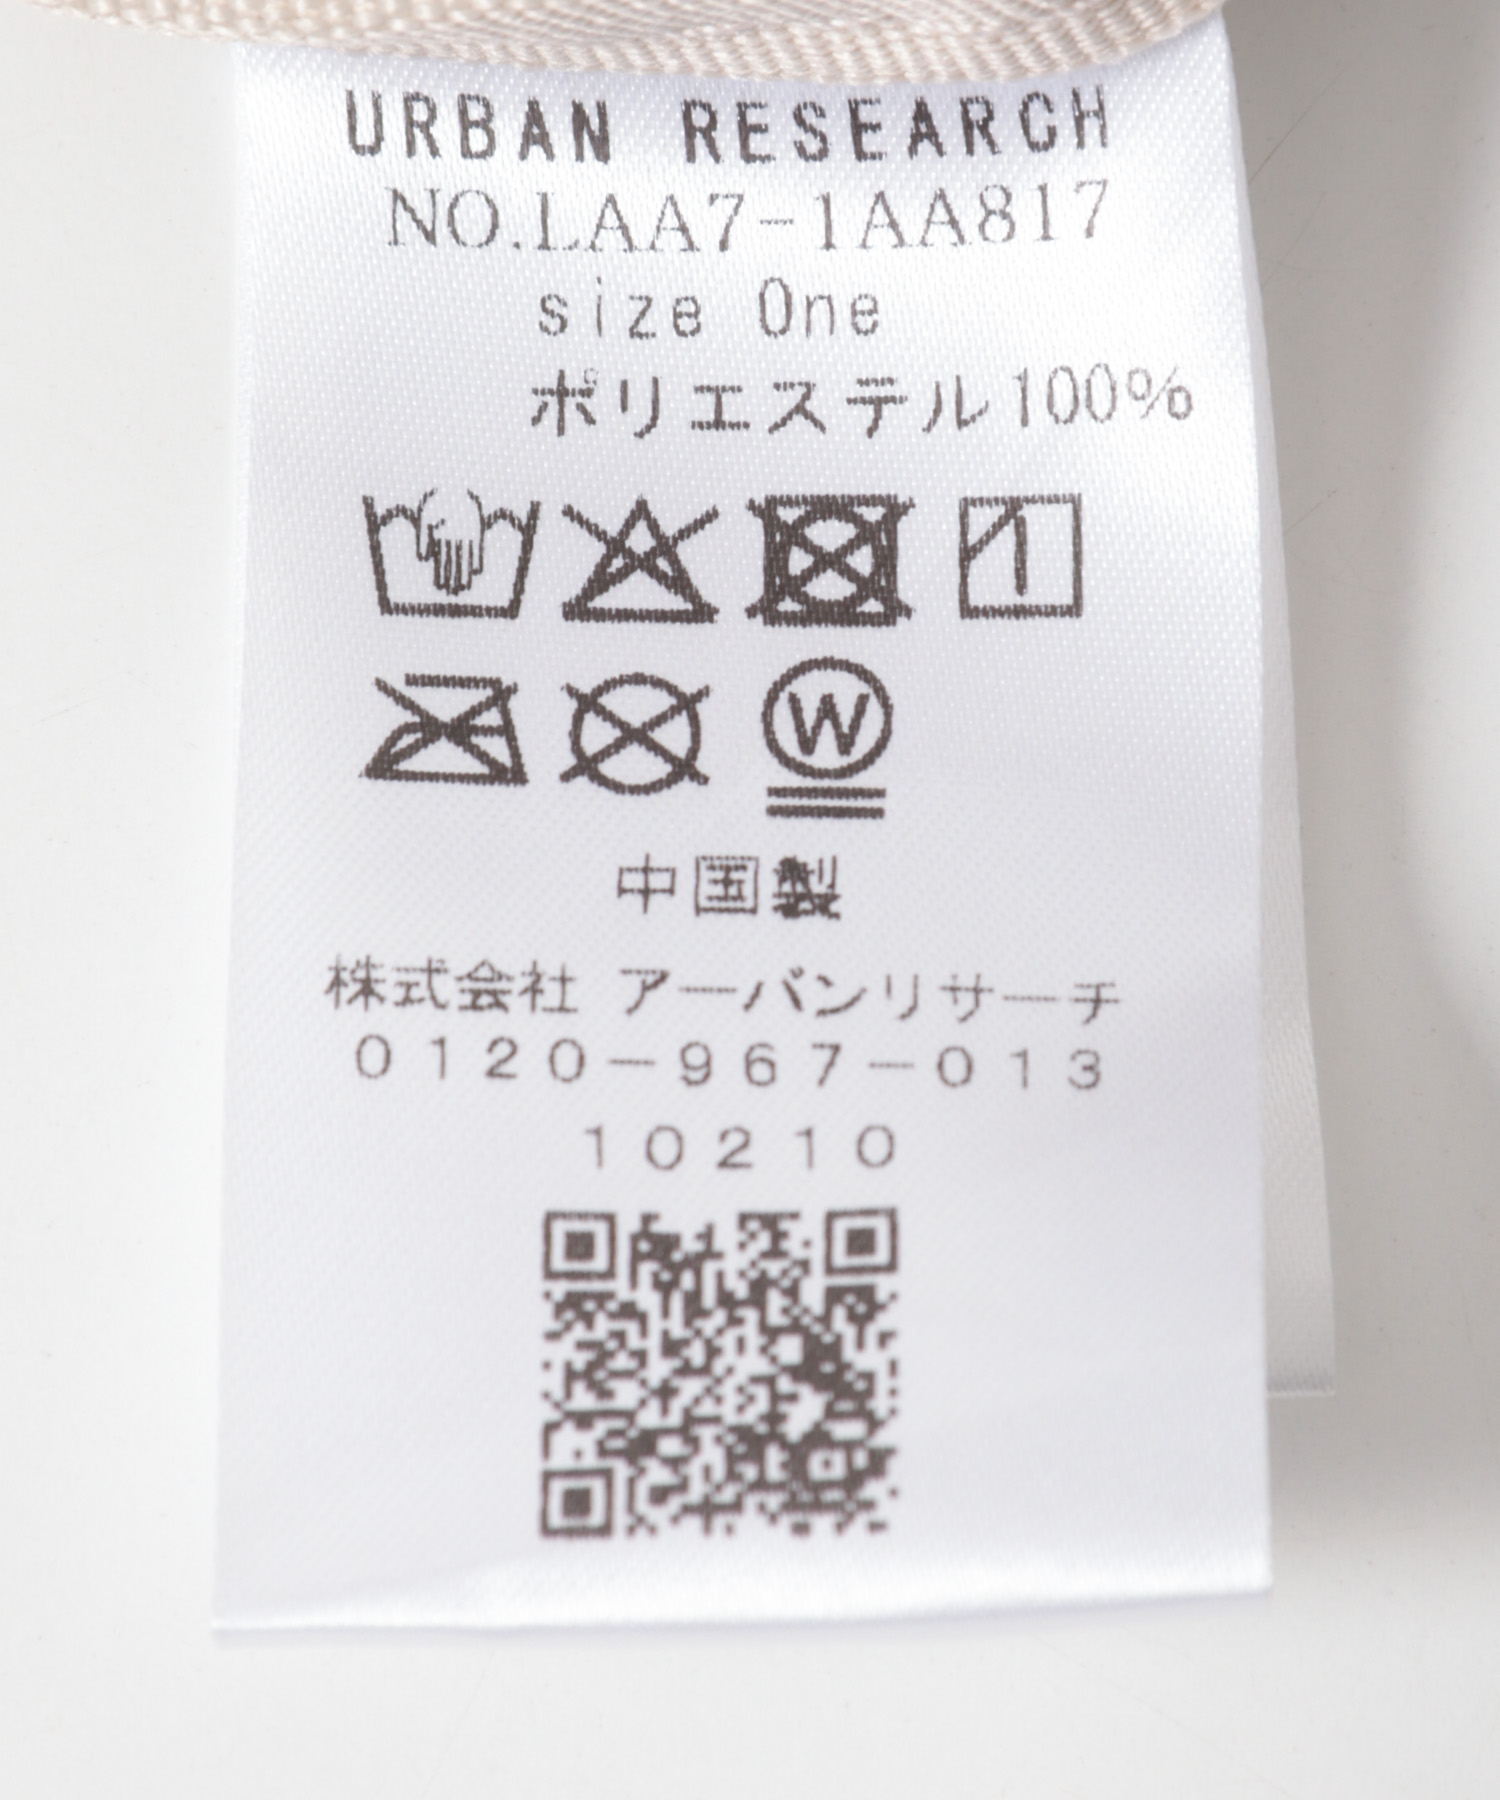 URBAN RESEARCH
NO.LAA7-1AA817
size One
ポリエステル100%
W
中国製
株式会社 アーバンリサーチ
0120-967-013
10210